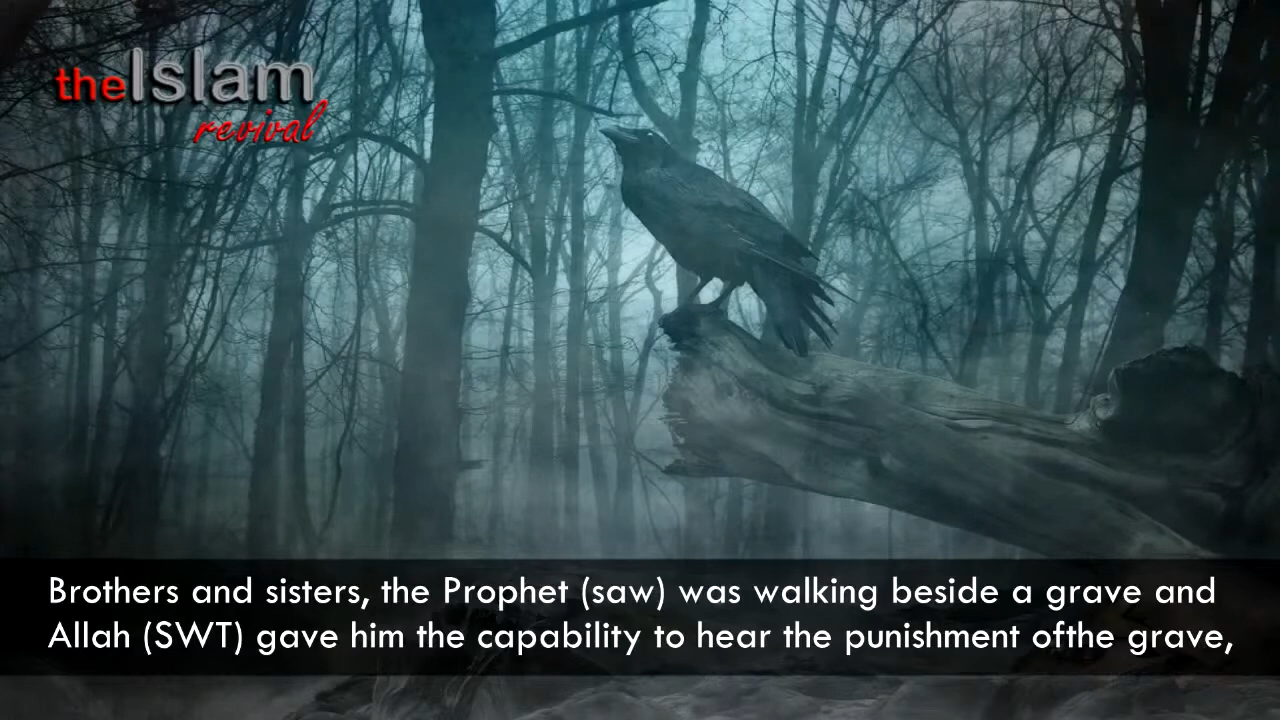 theIslam
revival
Brothers and sisters, the Prophet (saw) was walking beside a grave and
Allah (SWT) gave him the capability to hear the punishment ofthe grave,